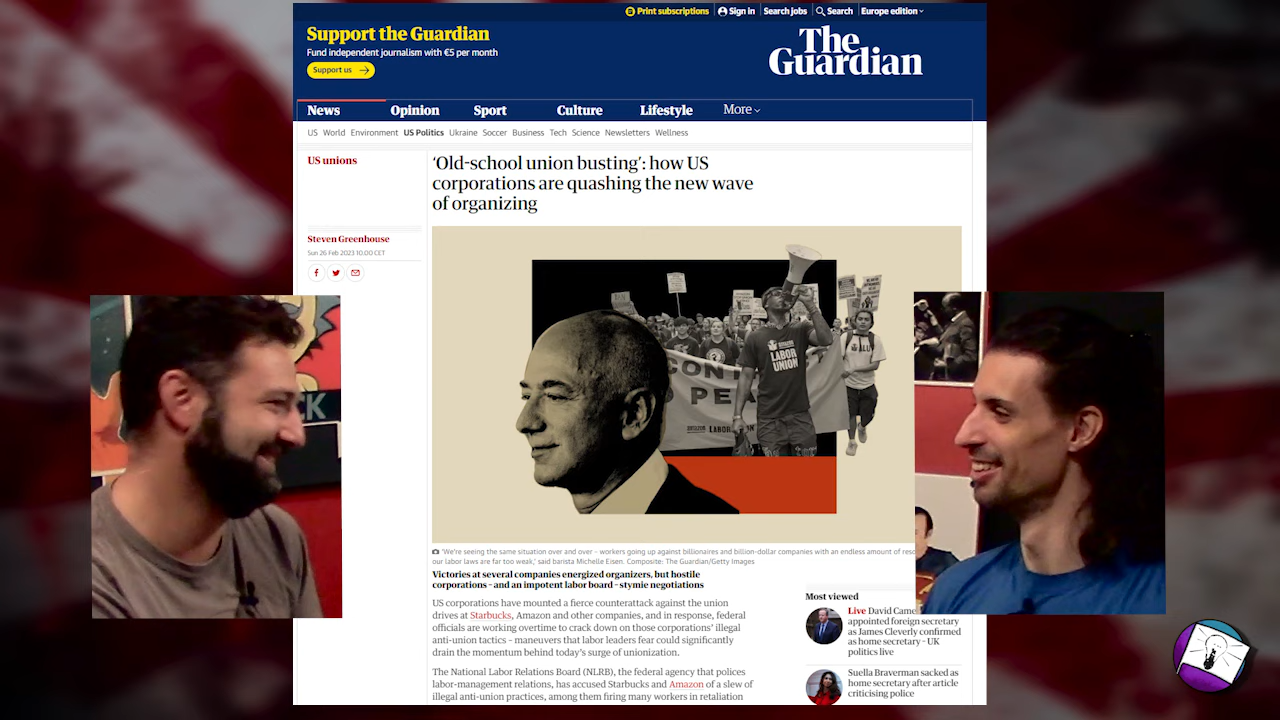 Print subscriptions
Sign in
Search jobs
Search
Europe edition
Support the Guardian
Fund independent journalism with €5 per month
Support us
The
Guardian
News
Opinion
Sport
Culture
Lifestyle
More
US World Environment US Politics Ukraine Soccer Business Tech Science Newsletters Wellness
US unions
‘Old-school union busting’: how US
corporations are quashing the new wave
of organizing
Steven Greenhouse
Sun 26 Feb 2023 10.00 CET
LABOR
UNION
LABOR
‘We’re seeing the same situation over and over – workers going up against billionaires and billion-dollar companies with an endless amount of
our labor laws are far too weak,’ said barista Michelle Eisen. Composite: The Guardian/Getty Images
Victories at several companies energized organizers, but hostile
corporations – and an impotent labor board – stymie negotiations
US corporations have mounted a fierce counterattack against the union
drives at Starbucks, Amazon and other companies, and in response, federal
officials are working overtime to crack down on those corporations’ illegal
anti-union tactics – maneuvers that labor leaders fear could significantly
drain the momentum behind today’s surge of unionization.
The National Labor Relations Board (NLRB), the federal agency that polices
labor-management relations, has accused Starbucks and Amazon of a slew of
illegal anti-union practices, among them firing many workers in retaliation
Most viewed
Live David Came
appointed foreign secretary
as James Cleverly confirmed
as home secretary – UK
politics live
Suella Braverman sacked as
home secretary after article
criticising police